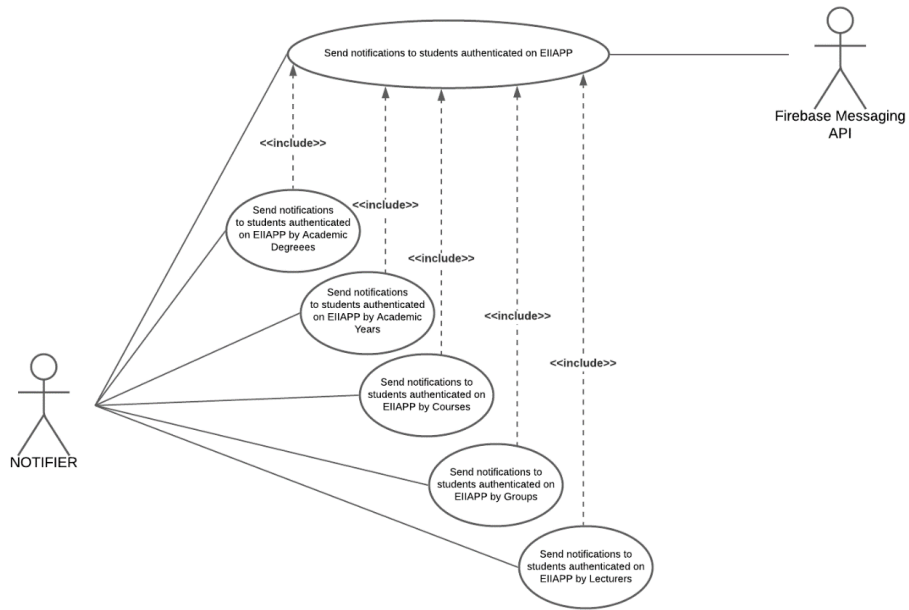 Send notifications to students authenticated on EIIAPP
Firebase Messaging
API
<<include>>
Send notifications
to students authenticated
on EIIAPP by Academic
Degreees
<<include>>
<<include>>
Send notifications
to students authenticated
on EIIAPP by Academic
Years
<<include>>
<<include>>
Send notifications to
students authenticated on
EIIAPP by Courses
NOTIFIER
Send notifications to
students authenticated on
EIIAPP by Groups
Send notifications to
students authenticated on
EIIAPP by Lecturers